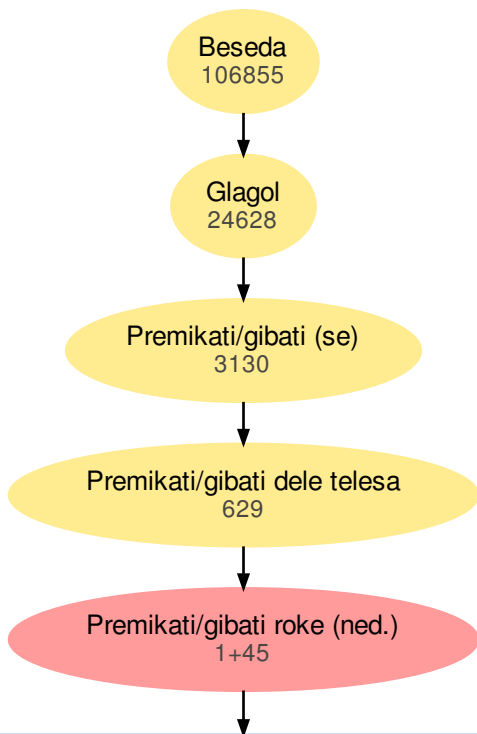 Beseda
106855
Glagol
24628
Premikati/gibati (se)
3130
Premikati/gibati dele telesa
629
Premikati/gibati roke (ned.)
1+45